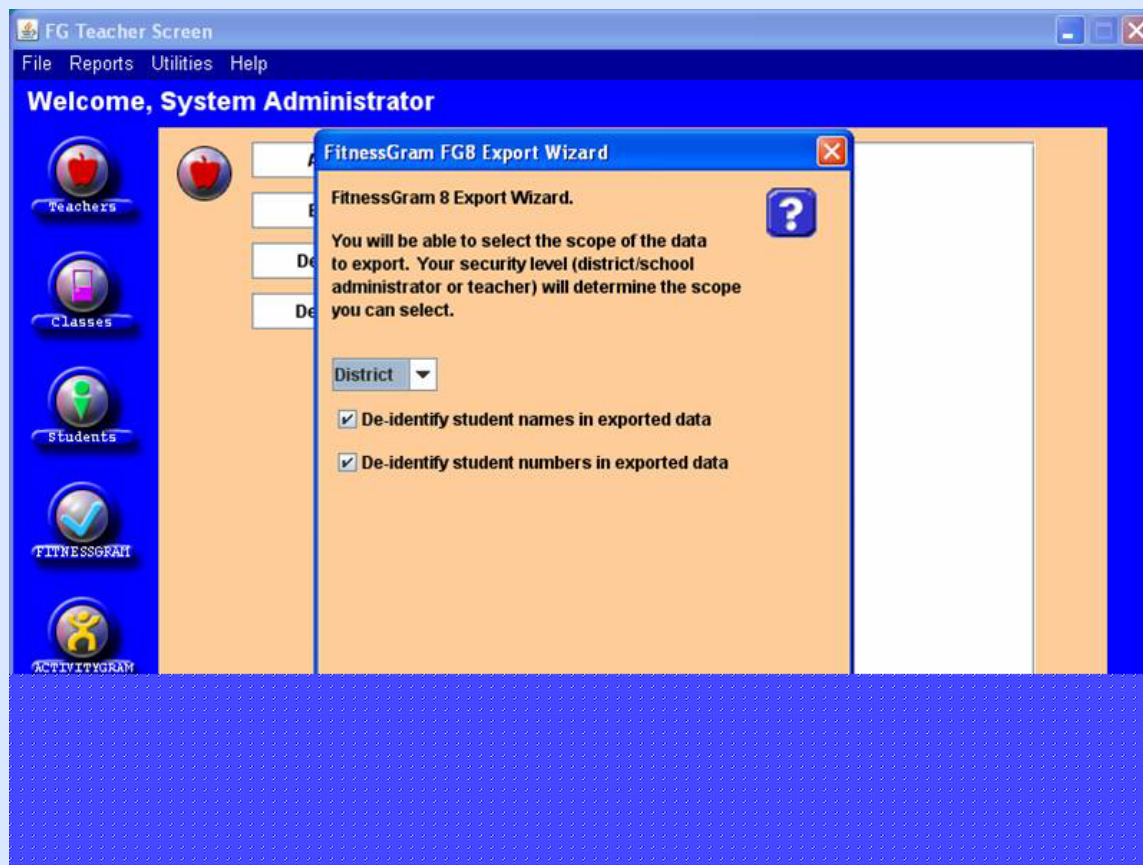 FG Teacher Screen
File Reports Utilities Help
Welcome, System Administrator
Teachers
Classes
Students
FITNESSGRAM
ACTIVITYGRAM
De
De
FitnessGram FG8 Export Wizard
FitnessGram 8 Export Wizard.
?
You will be able to select the scope of the data
to export. Your security level (district/school
administrator or teacher) will determine the scope
you can select.
District
De-identify student names in exported data
De-identify student numbers in exported data